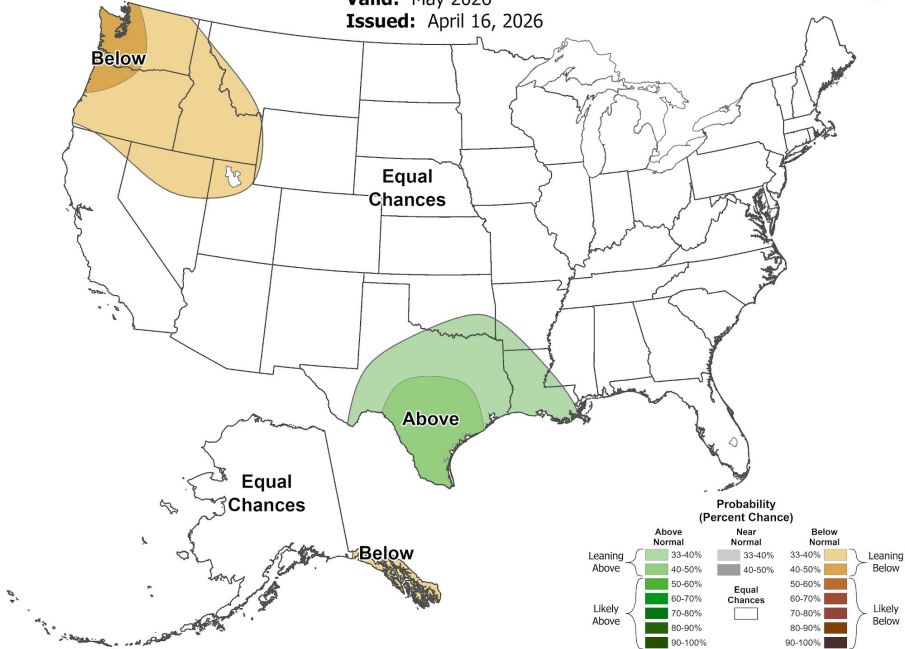 Valid: May 2026
Issued: April 16, 2026
Below
Equal
Chances
Above
Equal
Chances
Below
Probability
(Percent Chance)
Above
Normal
Near
Normal
Below
Normal
Leaning
Above
33-40%
40-50%
Likely
Above
50-60%
60-70%
70-80%
80-90%
90-100%
33-40%
40-50%
Equal
Chances
33-40%
40-50%
Leaning
Below
50-60%
60-70%
70-80%
80-90%
90-100%
Likely
Below